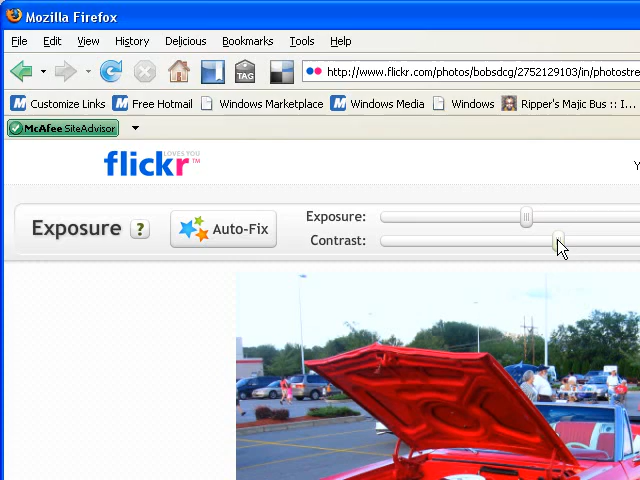 Mozilla Firefox
File Edit View History Delicious Bookmarks Tools Help
TAG http://www.flickr.com/photos/bobsdcg/2752129103/in/photostre
Customize Links Free Hotmail Windows Marketplace Windows Media Windows Ripper's Majic Bus :: I...
McAfee SiteAdvisor
LOVES YOU
flickr™
Y
Exposure ? Auto-Fix Exposure:
Contrast: